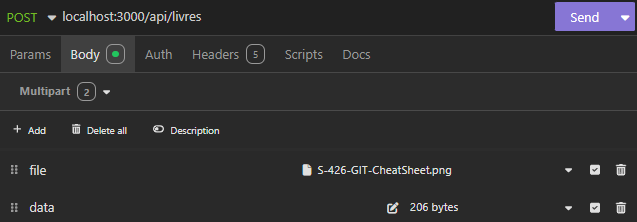 POST localhost:3000/api/livres Send
Params Body Auth Headers 5 Scripts Docs
Multipart 2
+ Add Delete all Description
file S-426-GIT-CheatSheet.png
data 206 bytes